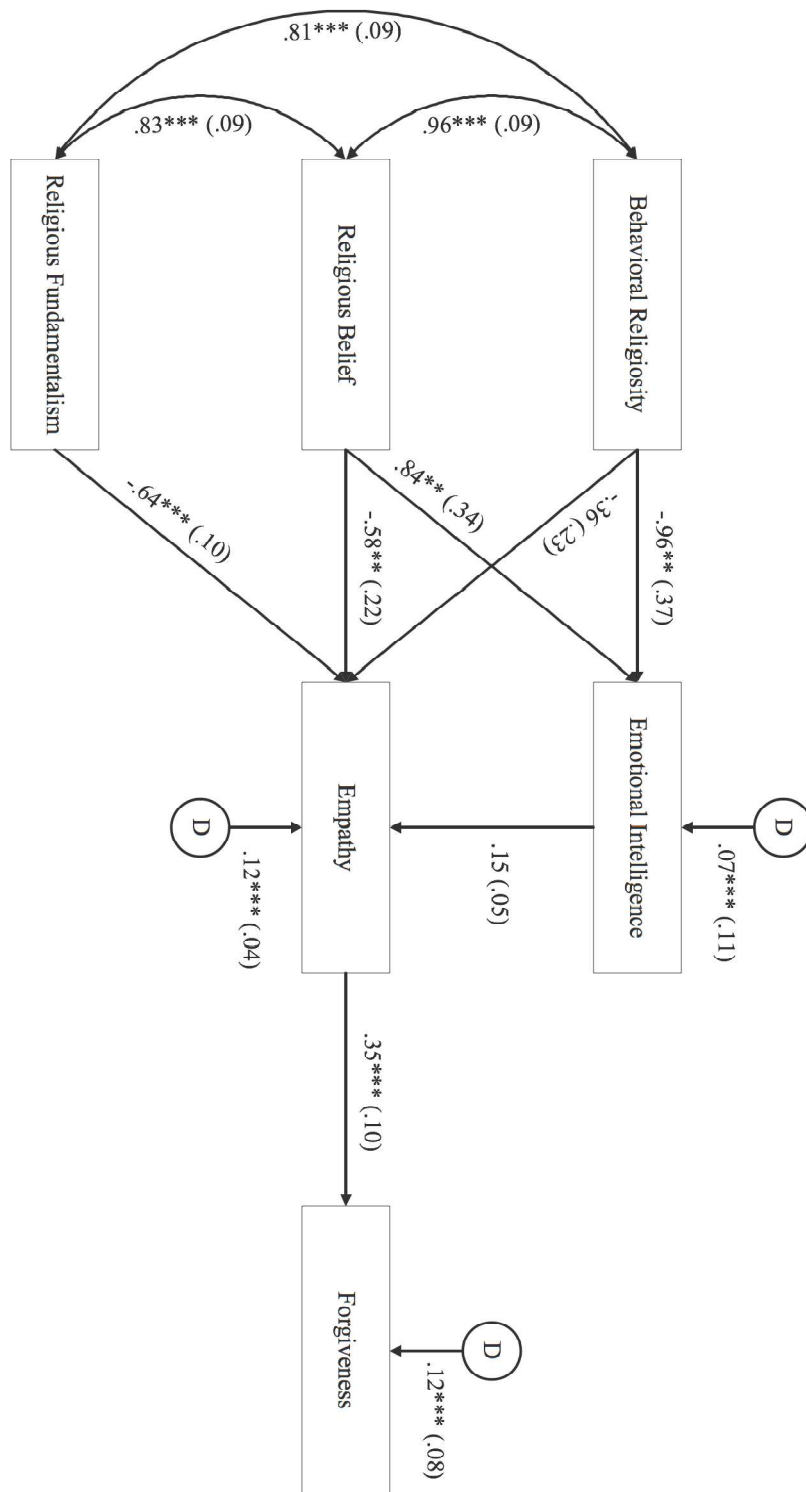 .81*** (.09)
.83*** (.09)
.96*** (.09)
Behavioral Religiosity
Religious Belief
Religious Fundamentalism
-.96** (.37)
-.36 (.23)
.84** (.34)
-.58** (.22)
-.64*** (.10)
D
.07*** (.11)
Emotional Intelligence
.15 (.05)
Empathy
D
.12*** (.04)
.35*** (.10)
D
.12*** (.08)
Forgiveness